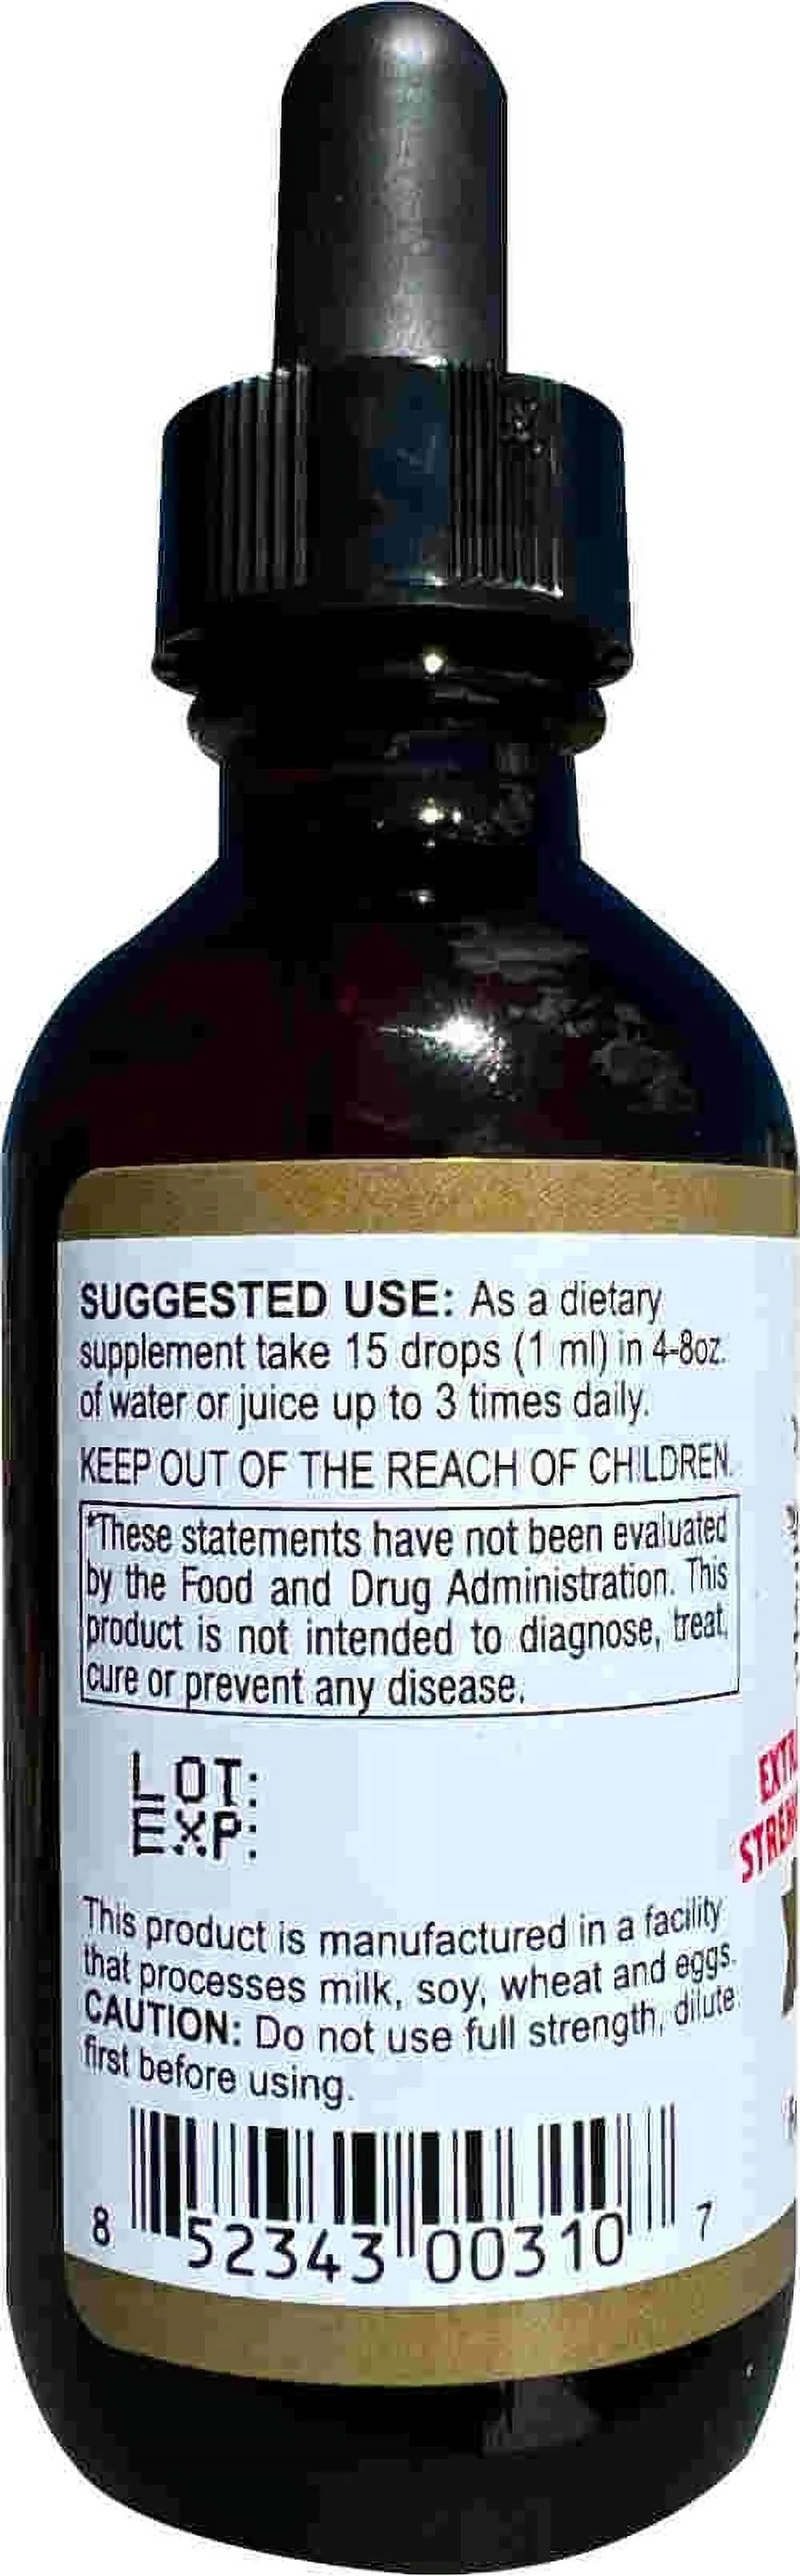 SUGGESTED USE: As a dietary
supplement take 15 drops (1 ml) in 4-8oz.
of water or juice up to 3 times daily.
KEEP OUT OF THE REACH OF CHILDREN.
*These statements have not been evaluated
by the Food and Drug Administration. This
product is not intended to diagnose, treat,
cure or prevent any disease.
LOT:
EXP:
This product is manufactured in a facility
that processes milk, soy, wheat and eggs.
CAUTION: Do not use full strength, dilute
first before using.
8 52343 00310 7